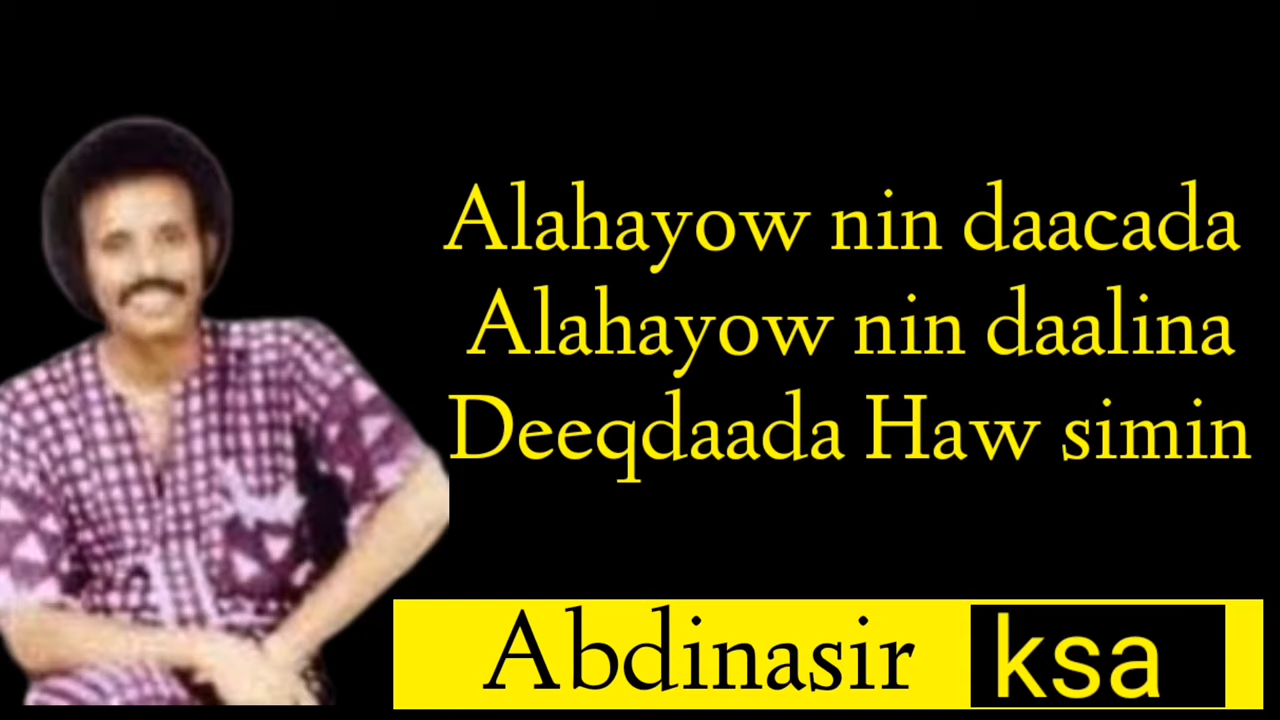 Alahayow nin daacada
Alahayow nin daalina
Deeqdaada Haw simin
Abdinasir ksa